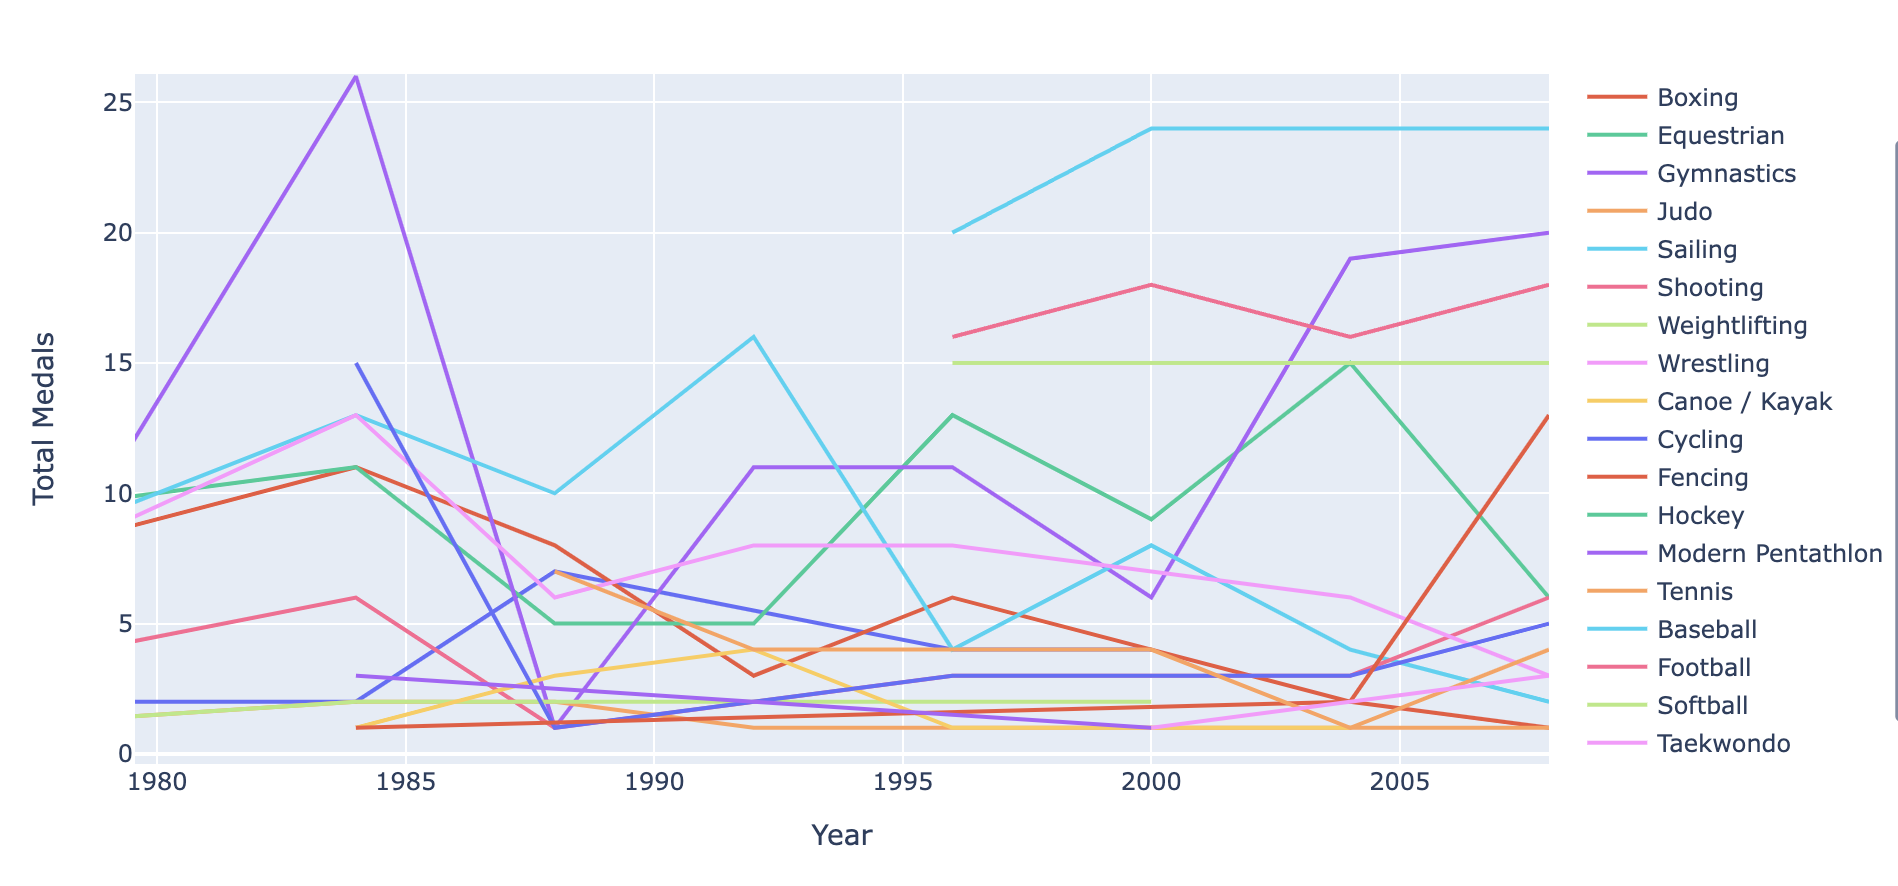 Total Medals
25
20
15
10
5
0
1980 1985 1990 1995 2000 2005
Year
Boxing
Equestrian
Gymnastics
Judo
Sailing
Shooting
Weightlifting
Wrestling
Canoe / Kayak
Cycling
Fencing
Hockey
Modern Pentathlon
Tennis
Baseball
Football
Softball
Taekwondo